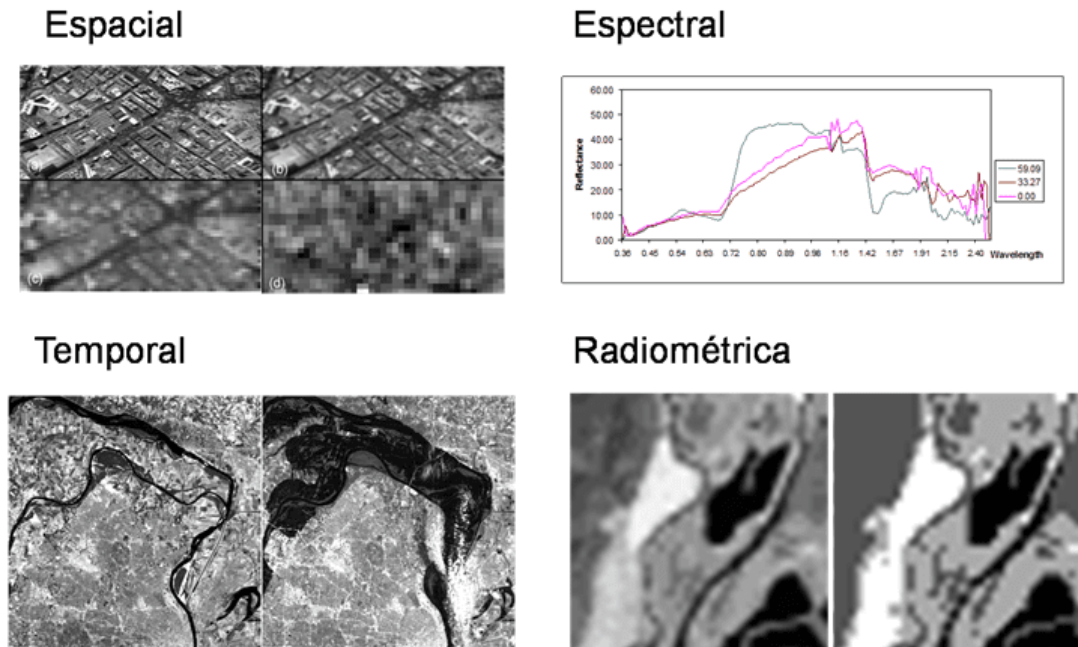 Espacial
Espectral
(a)
(b)
(c)
(d)
60.00
50.00
40.00
30.00
20.00
10.00
0.00
Reflectance
0.36 0.46 0.54 0.63 0.72 0.80 0.89 0.98 1.16 1.42 1.67 1.91 2.13 2.40 Wavelength
59.09
33.27
0.00
Temporal
Radiométrica